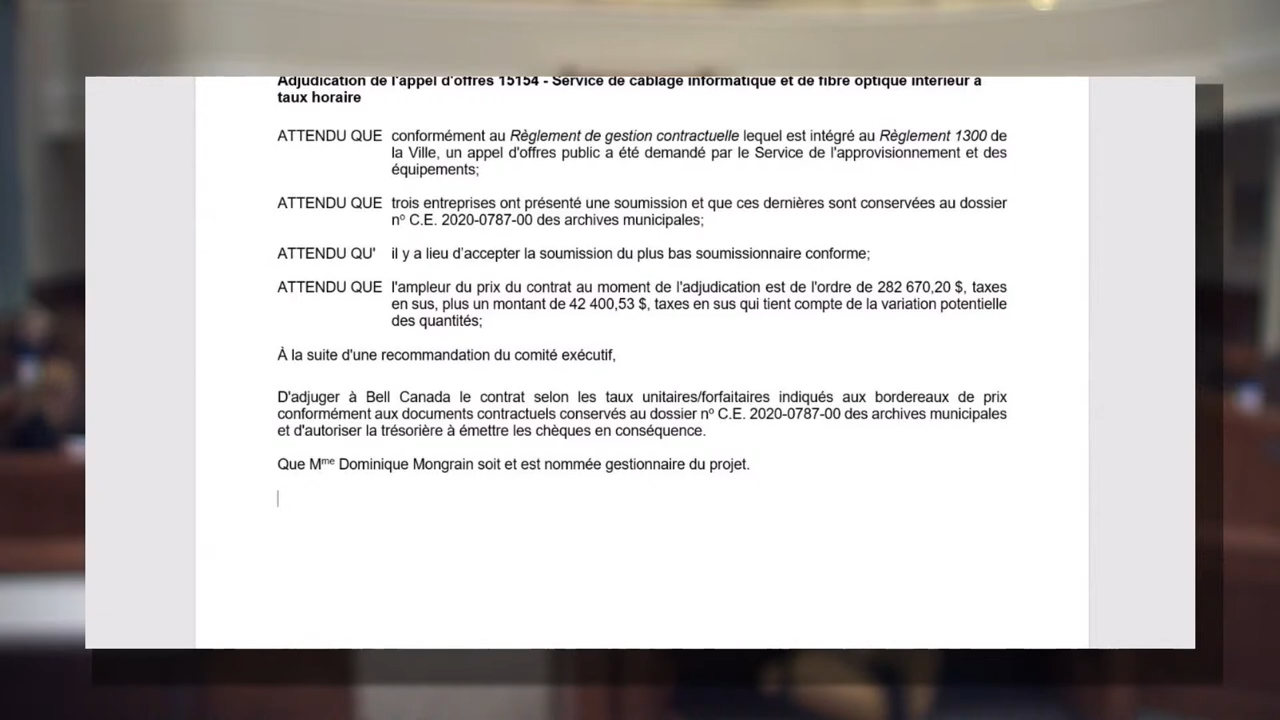 Adjudication de l'appel d'offres 15154 - Service de câblage informatique et de fibre optique intérieur à
taux horaire
ATTENDU QUE conformément au Règlement de gestion contractuelle lequel est intégré au Règlement 1300 de
la Ville, un appel d'offres public a été demandé par le Service de l'approvisionnement et des
équipements;
ATTENDU QUE trois entreprises ont présenté une soumission et que ces dernières sont conservées au dossier
nº C.E. 2020-0787-00 des archives municipales;
ATTENDU QU' il y a lieu d'accepter la soumission du plus bas soumissionnaire conforme;
ATTENDU QUE l'ampleur du prix du contrat au moment de l'adjudication est de l'ordre de 282 670,20 $, taxes
en sus, plus un montant de 42 400,53 $, taxes en sus qui tient compte de la variation potentielle
des quantités;
À la suite d'une recommandation du comité exécutif,
D'adjuger à Bell Canada le contrat selon les taux unitaires/forfaitaires indiqués aux bordereaux de prix
conformément aux documents contractuels conservés au dossier nº C.E. 2020-0787-00 des archives municipales
et d'autoriser la trésorière à émettre les chèques en conséquence.
Que Mme Dominique Mongrain soit et est nommée gestionnaire du projet.